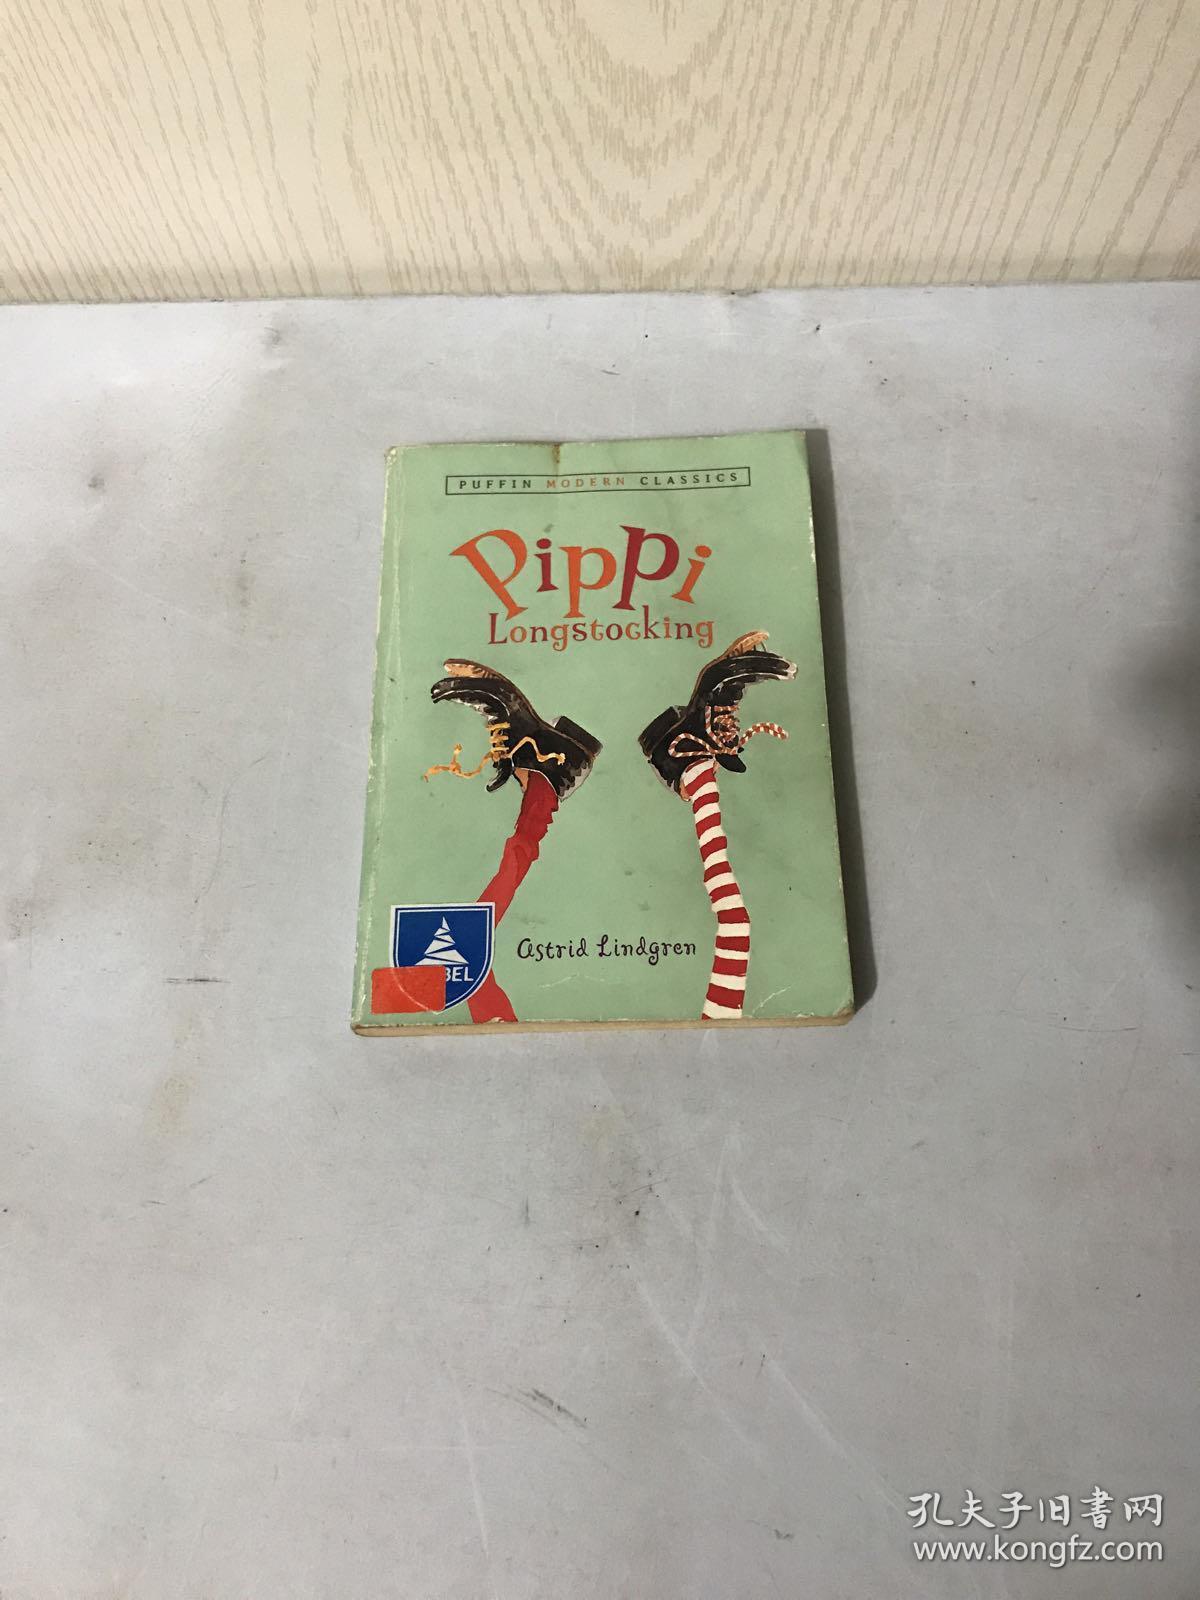 PUFFIN MODERN CLASSICS
Pippi
Longstocking
Astrid Lindgren
BEL
孔夫子旧书网
www.kongfz.com